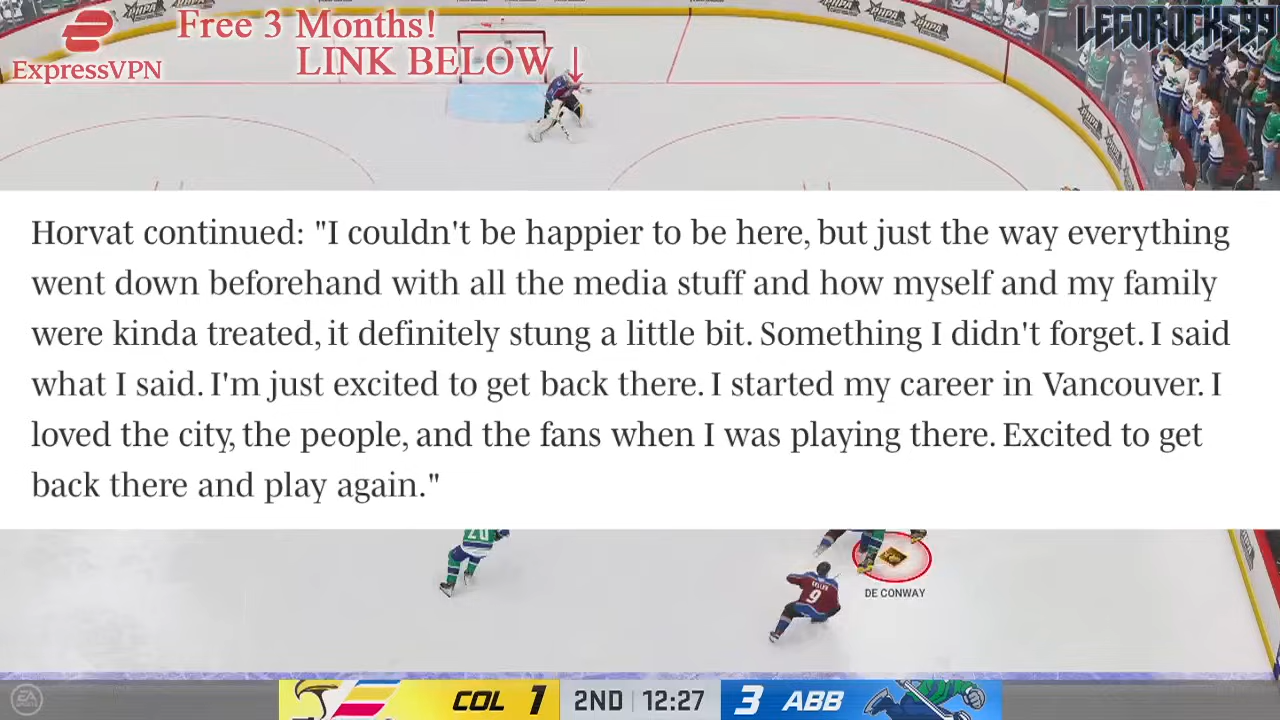 Free 3 Months!
LINK BELOW ↓
ExpressVPN
LEGOROCKS99
Horvat continued: "I couldn't be happier to be here, but just the way everything
went down beforehand with all the media stuff and how myself and my family
were kinda treated, it definitely stung a little bit. Something I didn't forget. I said
what I said. I'm just excited to get back there. I started my career in Vancouver. I
loved the city, the people, and the fans when I was playing there. Excited to get
back there and play again."
20
9
DE CONWAY
EA
SPORTS
COL 1 2ND 12:27 3 ABB